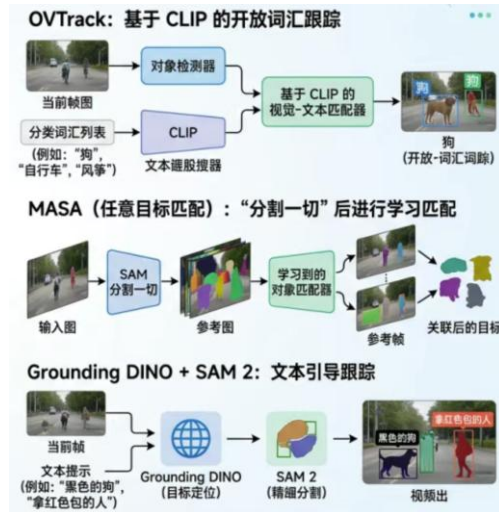 OVTrack：基于 CLIP 的开放词汇跟踪
当前帧图
对象检测器
基于 CLIP 的
视觉-文本匹配器
狗
狗
狗
(开放-词汇词踪)
分类词汇列表
(例如：“狗”，
“自行车”, “风筝”)
CLIP
MASA（任意目标匹配）：“分割一切”后进行学习匹配
输入图
SAM
分割一切
参考图
学习到的
对象匹配器
参考帧
关联后的目标
Grounding DINO + SAM 2：文本引导跟踪
当前帧
文本提示
(例如：“黑色的狗”，
“拿红色包的人”)
Grounding DINO
(目标定位)
SAM 2
(精细分割)
黑色的狗
拿红色包的人
视频出